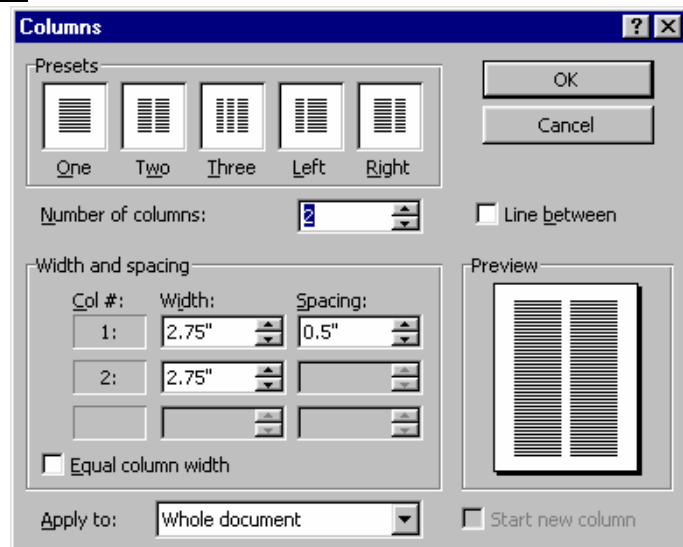 Columns
Presets
One Two Three Left Right
OK
Cancel
Number of columns: 2
Line between
Width and spacing
Col #: Width: Spacing:
1: 2.75" 0.5"
2: 2.75"
Equal column width
Preview
Apply to: Whole document
Start new column